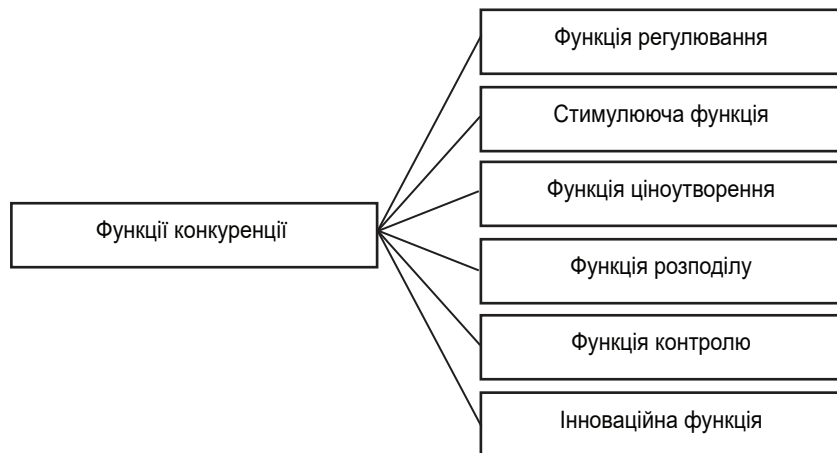 Функції конкуренції
Функція регулювання
Стимулююча функція
Функція ціноутворення
Функція розподілу
Функція контролю
Інноваційна функція